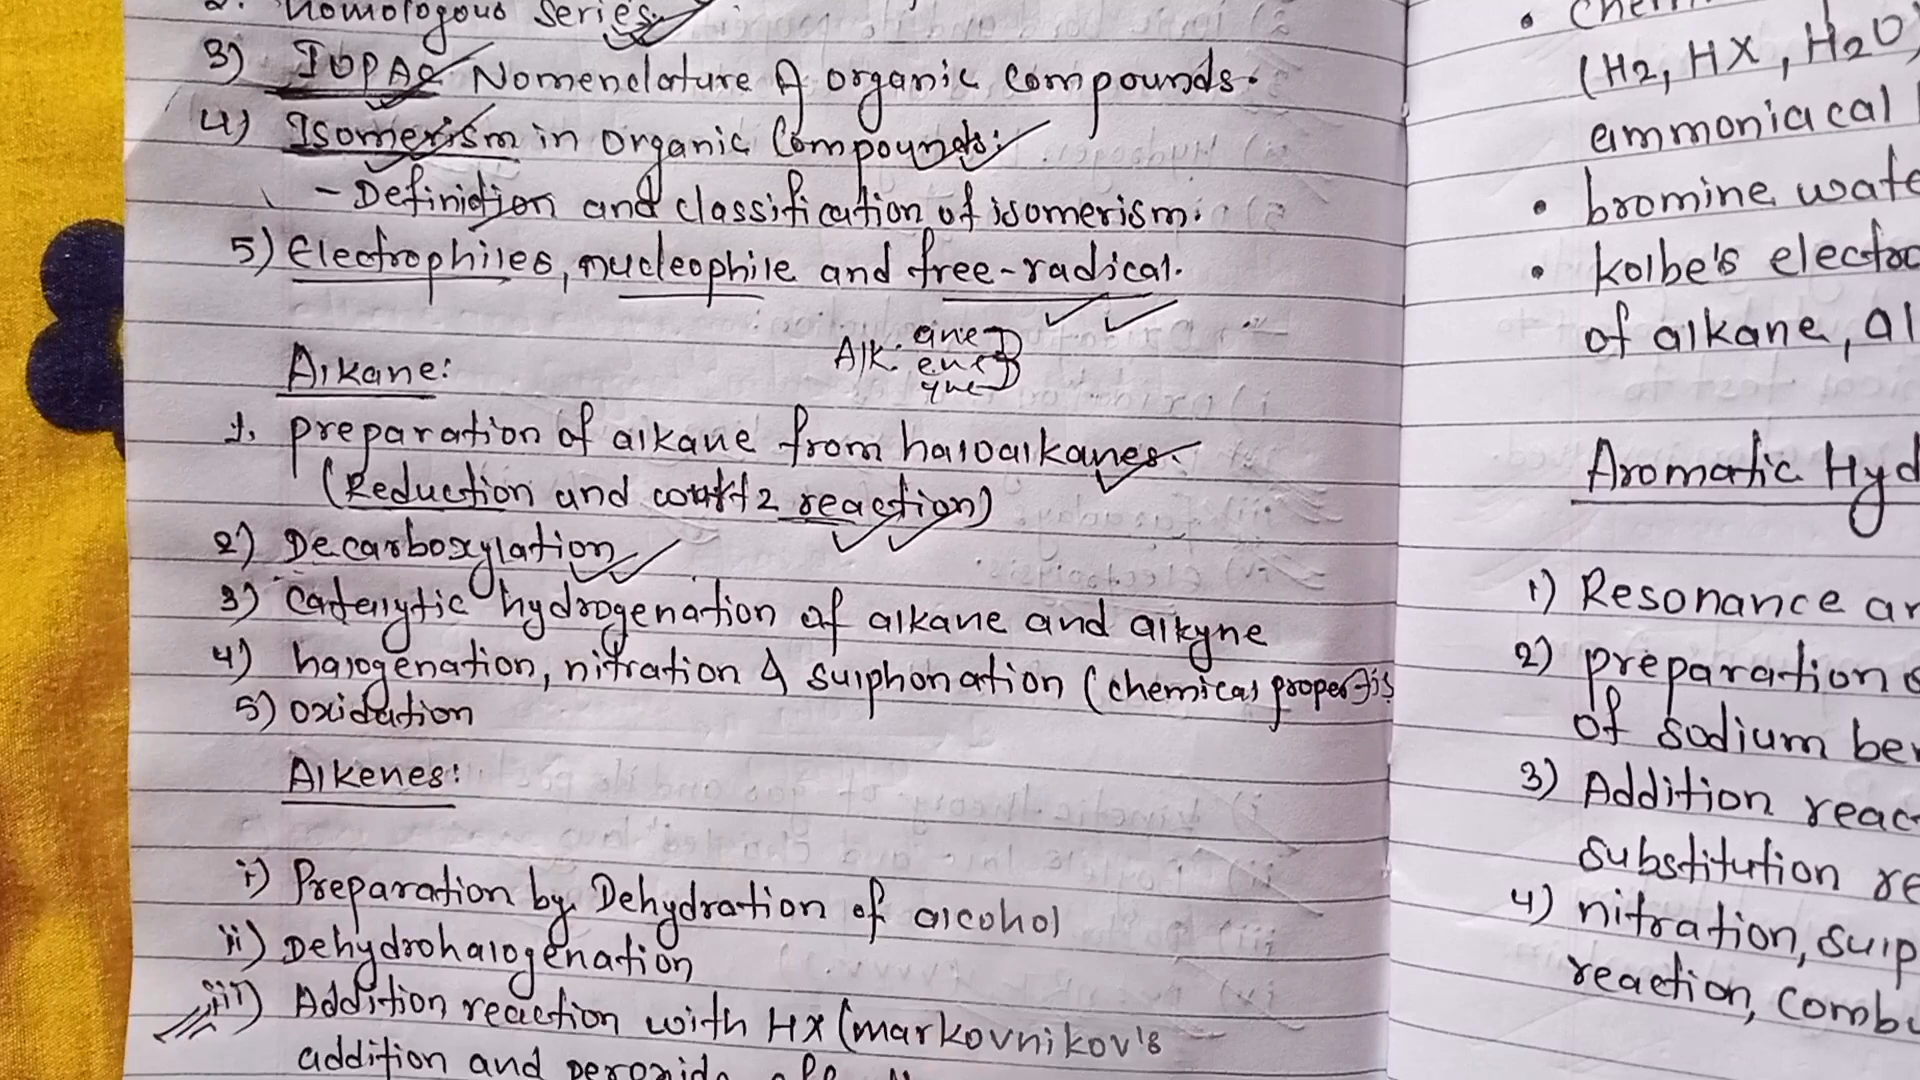 2. Homologous series.
3) IUPAC Nomenclature of organic compounds.
4) Isomerism in organic Compounds:
- Definition and classification of isomerism.
5) Electrophiles, nucleophile and free-radical.
Alk. ane
ene
yne
Alkane:
1. preparation of alkane from haloalkanes
(Reduction and wurtz reaction)
2) Decarboxylation
3) Catalytic hydrogenation of alkane and alkyne
4) halogenation, nitration & sulphonation (chemical propertis
5) oxidation
Alkenes:
i) Preparation by Dehydration of alcohol
ii) Dehydrohalogenation
iii) Addition reaction with HX (markovnikov's
addition and peroxide
(H2, HX, H2O,
ammoniacal
• bromine wate
• kolbe's electro
of alkane, al
Aromatic Hyd
1) Resonance ar
2) preparation o
of sodium ben
3) Addition reac
substitution re
4) nitration, sulp
reaction, combu